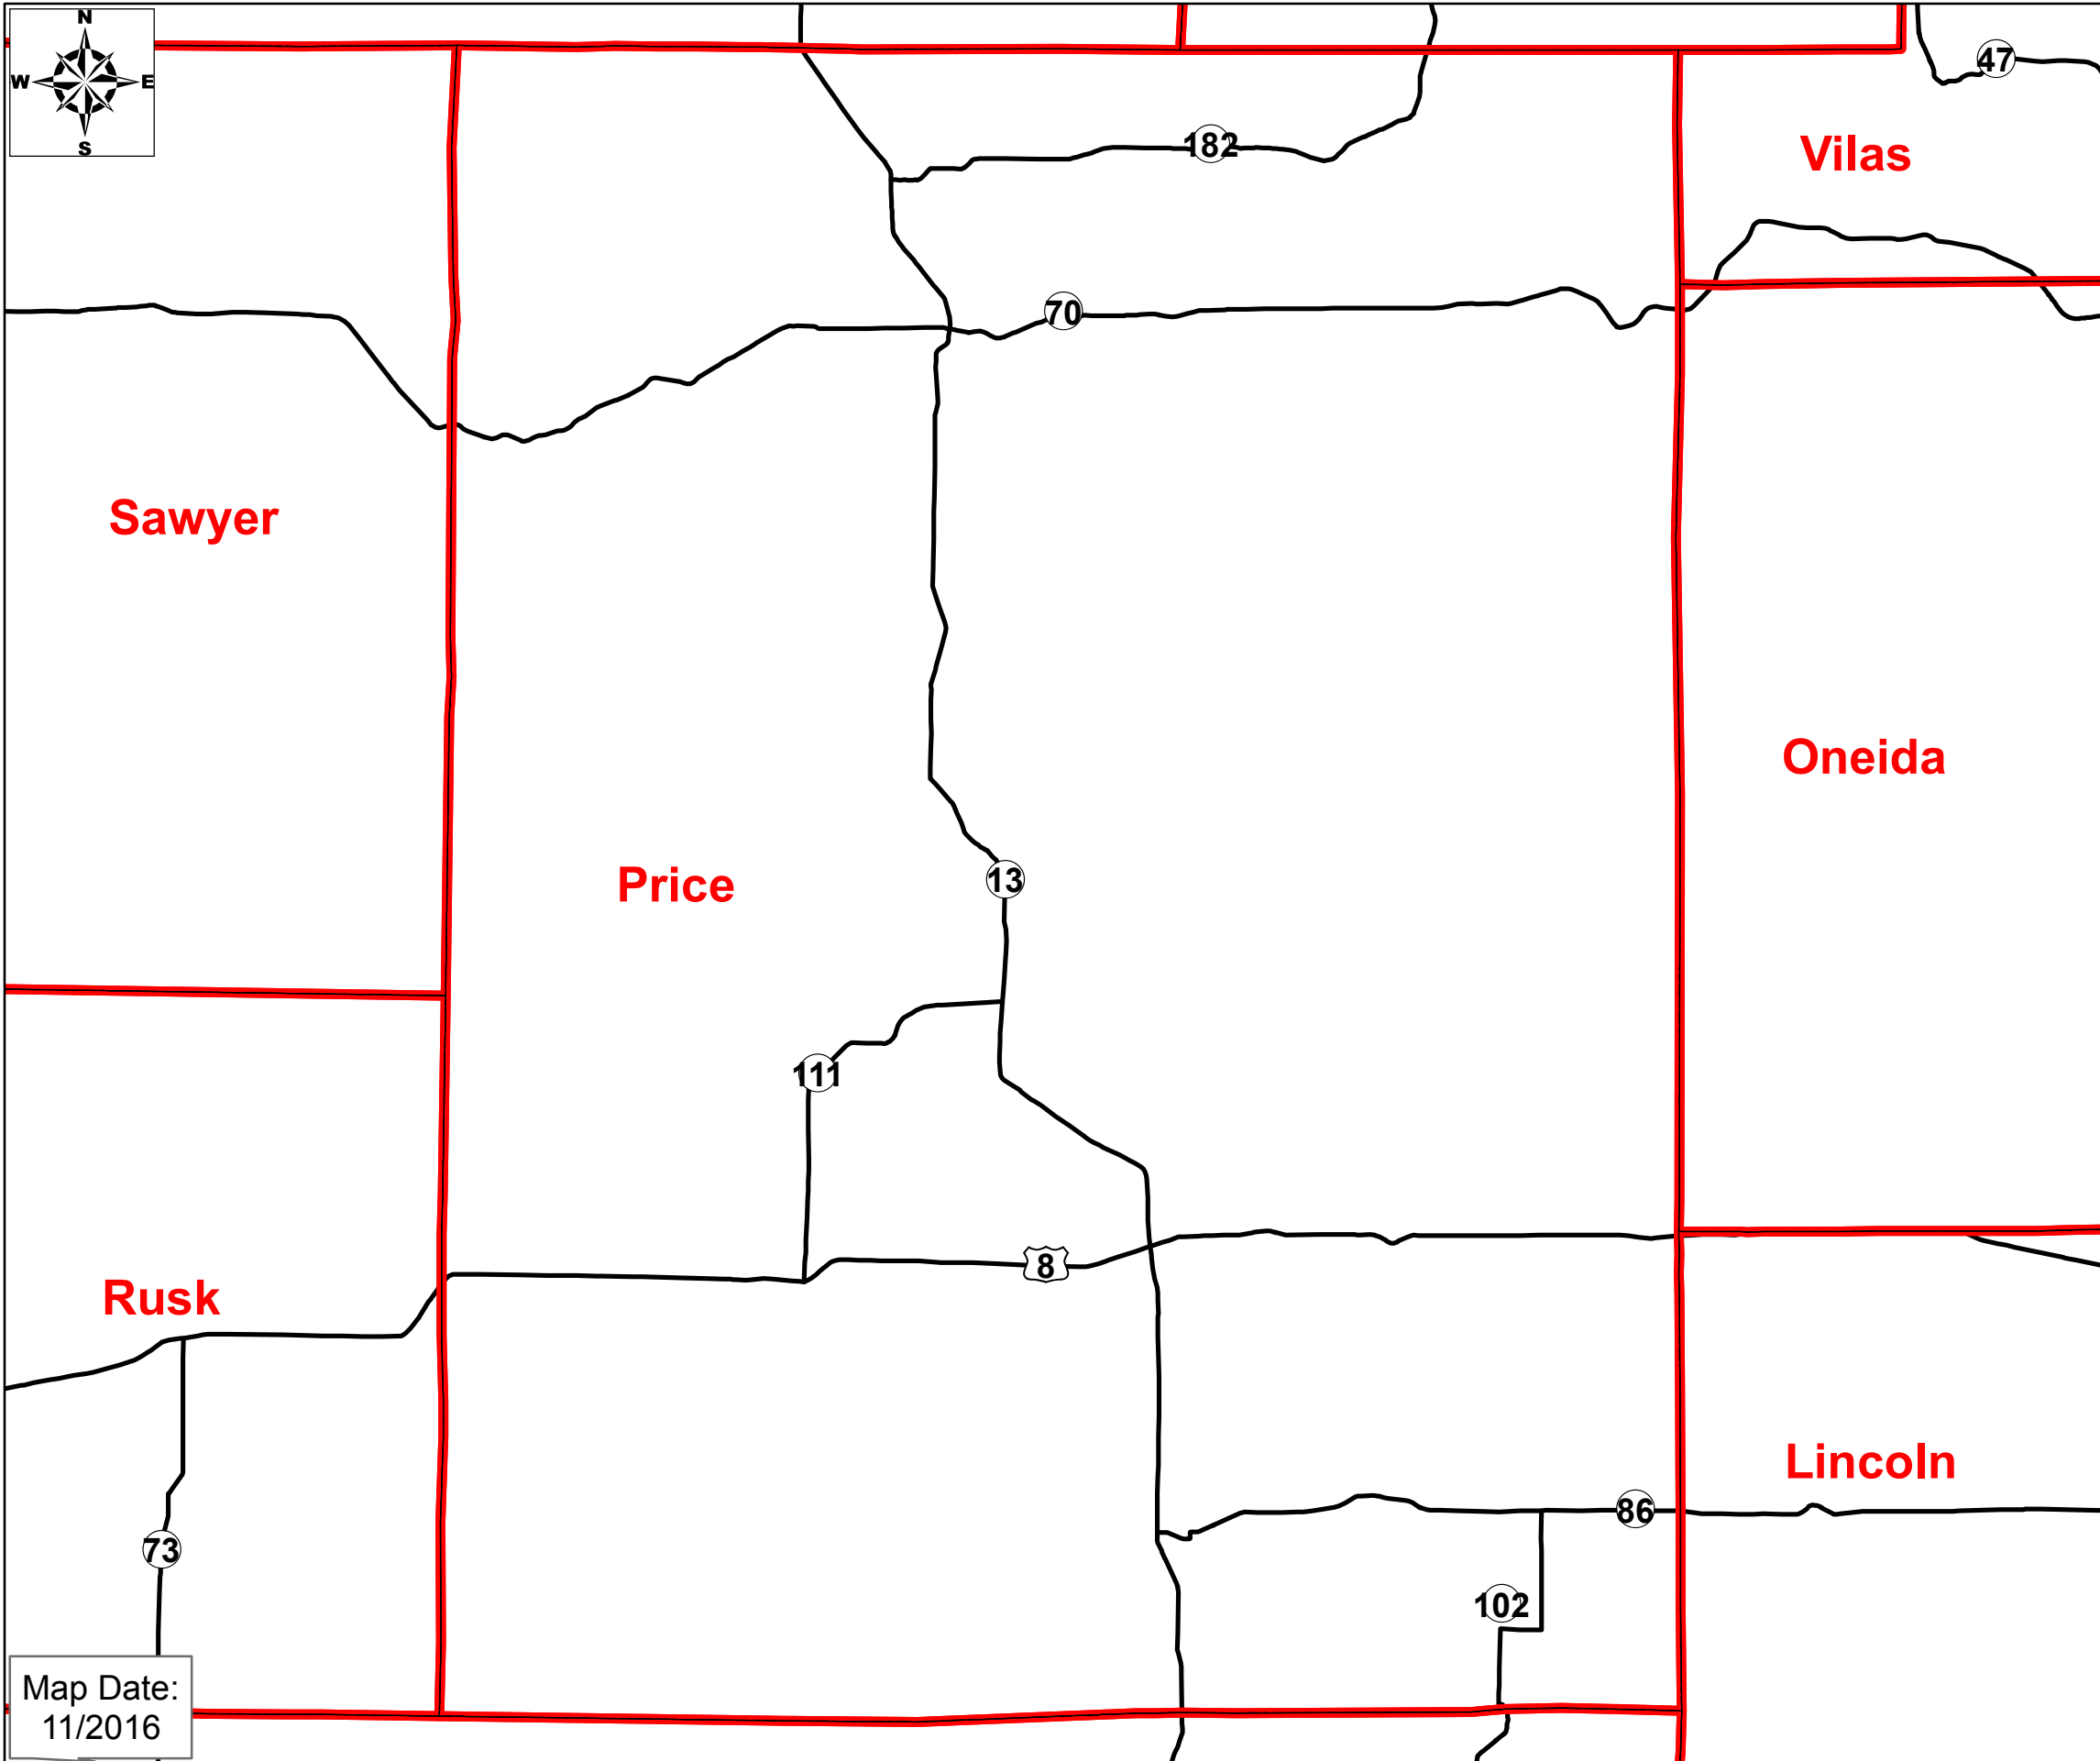 N
W E
S
47
182
Vilas
70
Sawyer
Oneida
Price
13
111
8
Rusk
Lincoln
86
73
102
Map Date:
11/2016